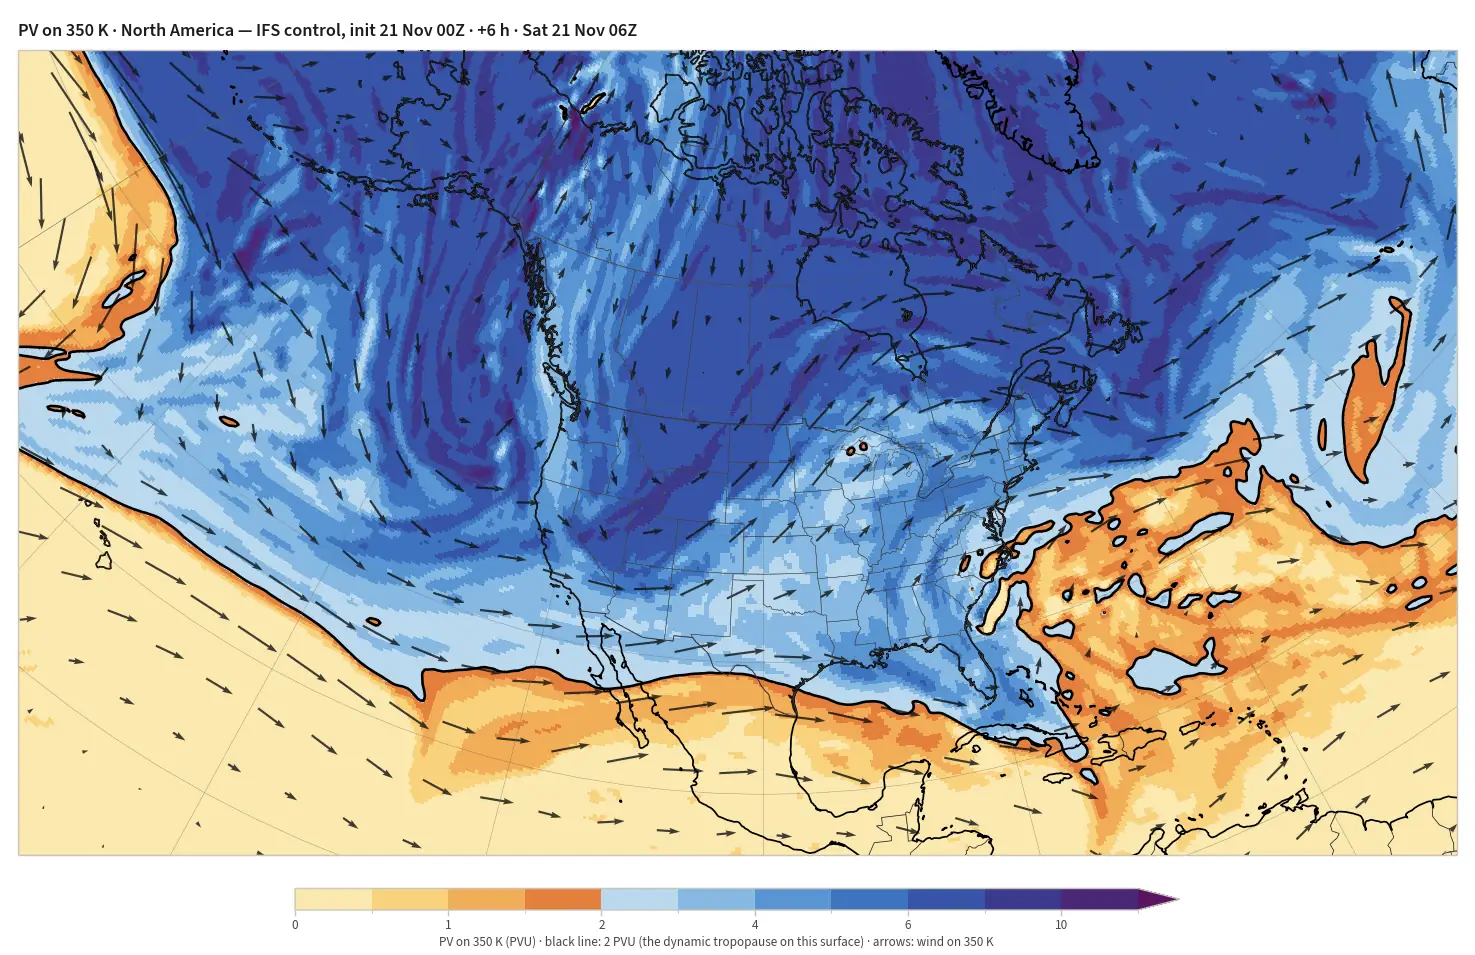 PV on 350 K · North America — IFS control, init 21 Nov 00Z · +6 h · Sat 21 Nov 06Z
0 1 2 4 6 10
PV on 350 K (PVU) · black line: 2 PVU (the dynamic tropopause on this surface) · arrows: wind on 350 K